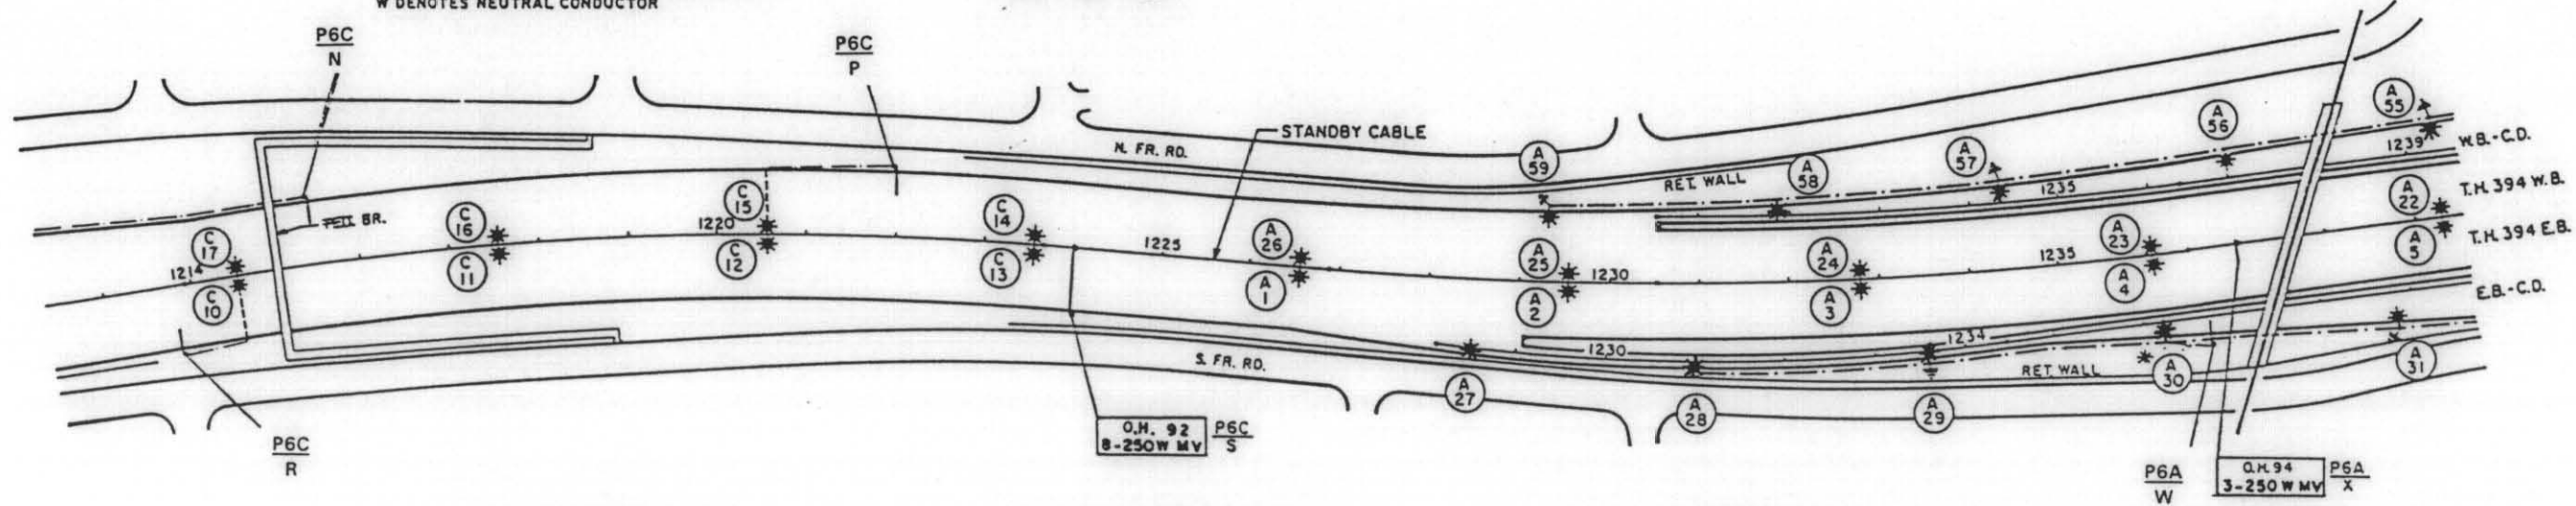 W DENOTES NEUTRAL CONDUCTOR
P6C
N
P6C
P
STANDBY CABLE
N. FR. RD.
A
59
RET. WALL
A
58
A
57
A
56
A
55
1239
W.B.-C.D.
1235
T.H. 394 W.B.
A
22
T.H. 394 E.B.
A
5
E.B.-C.D.
C
17
1214
C
10
BR.
C
16
C
11
C
15
1220
C
12
C
14
C
13
1225
A
26
A
1
A
25
1230
A
2
A
24
A
3
A
23
1235
A
4
1230
1234
RET. WALL
A
27
A
28
A
29
A
30
A
31
S. FR. RD.
P6C
R
O.H. 92
8-250W MV
P6C
S
P6A
W
O.H. 94
3-250 W MV
P6A
X